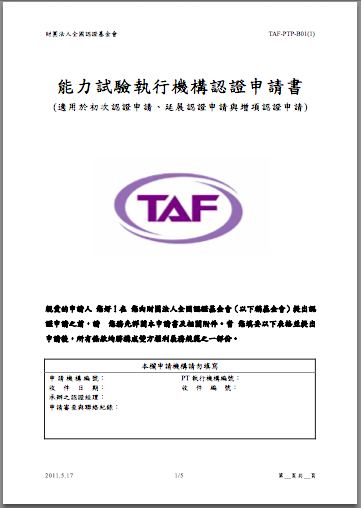 財團法人全國認證基金會 TAF-PTP-B01(1)
能力試驗執行機構認證申請書
(適用於初次認證申請、延展認證申請與增項認證申請)
TAF
親愛的申請人 您好！在 您向財團法人全國認證基金會（以下稱基金會）提出認
證申請之前，請 您務先詳閱本申請書及相關附件。當 您填妥以下表格並提出
申請後，所有條款均將構成雙方權利義務規範之一部份。
本欄申請機構請勿填寫
申請機構編號： PT執行機構編號：
收件日期： 收件編號：
承辦之認證經理：
申請審查與聯絡紀錄：
2011.5.17 1/5 第__頁共__頁